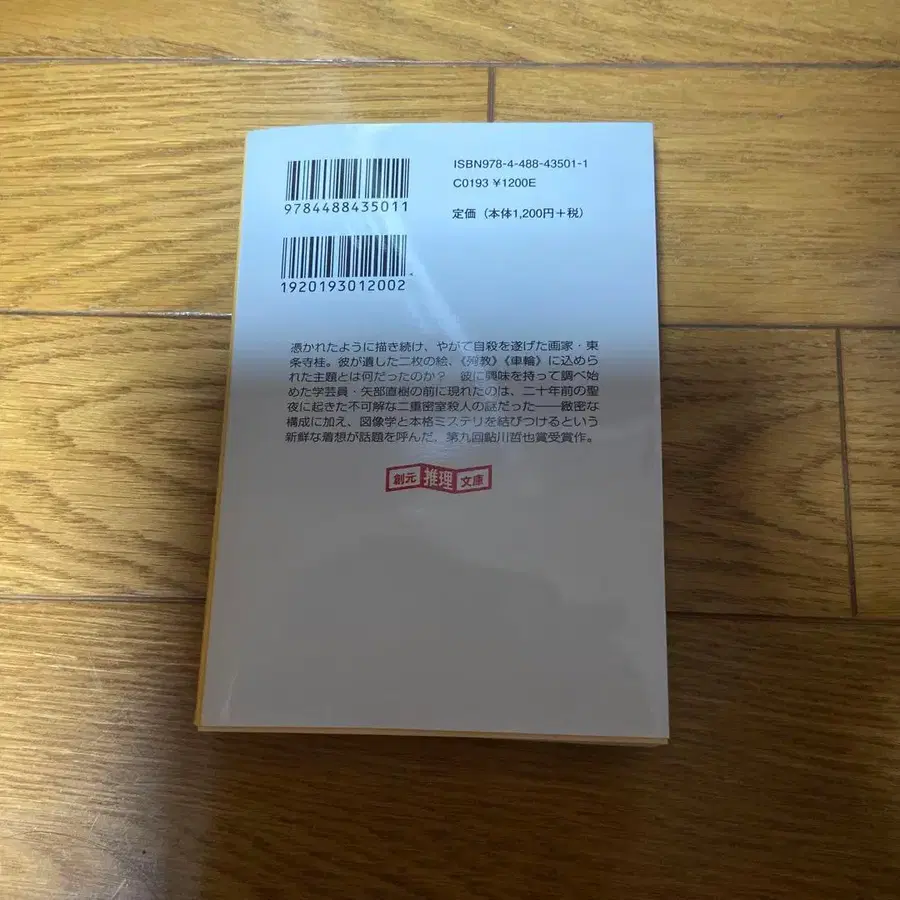 ISBN978-4-488-43501-1
C0193 ¥1200E
定価（本体1,200円＋税）
9784488435011
1920193012002
憑かれたように描き続け、やがて自殺を遂げた画家・東
条寺桂。彼が遺した二枚の絵、《殉教》《車輪》に込めら
れた主題とは何だったのか？　彼に興味を持って調べ始
めた学芸員・矢部直樹の前に現れたのは、二十年前の聖
夜に起きた不可解な二重密室殺人の謎だった――緻密な
構成に加え、図像学と本格ミステリを結びつけるという
新鮮な着想が話題を呼んだ、第九回鮎川哲也賞受賞作。
創元推理文庫